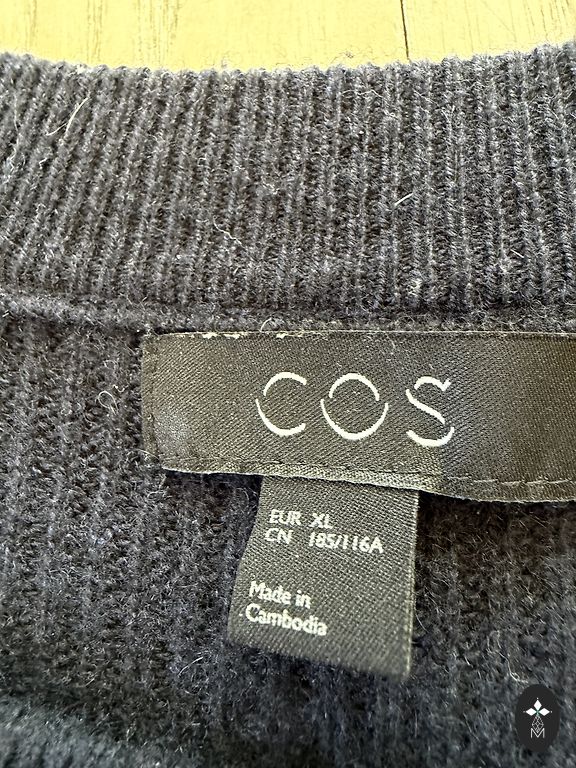 COS
EUR XL
CN 185/116A
Made in
Cambodia
M